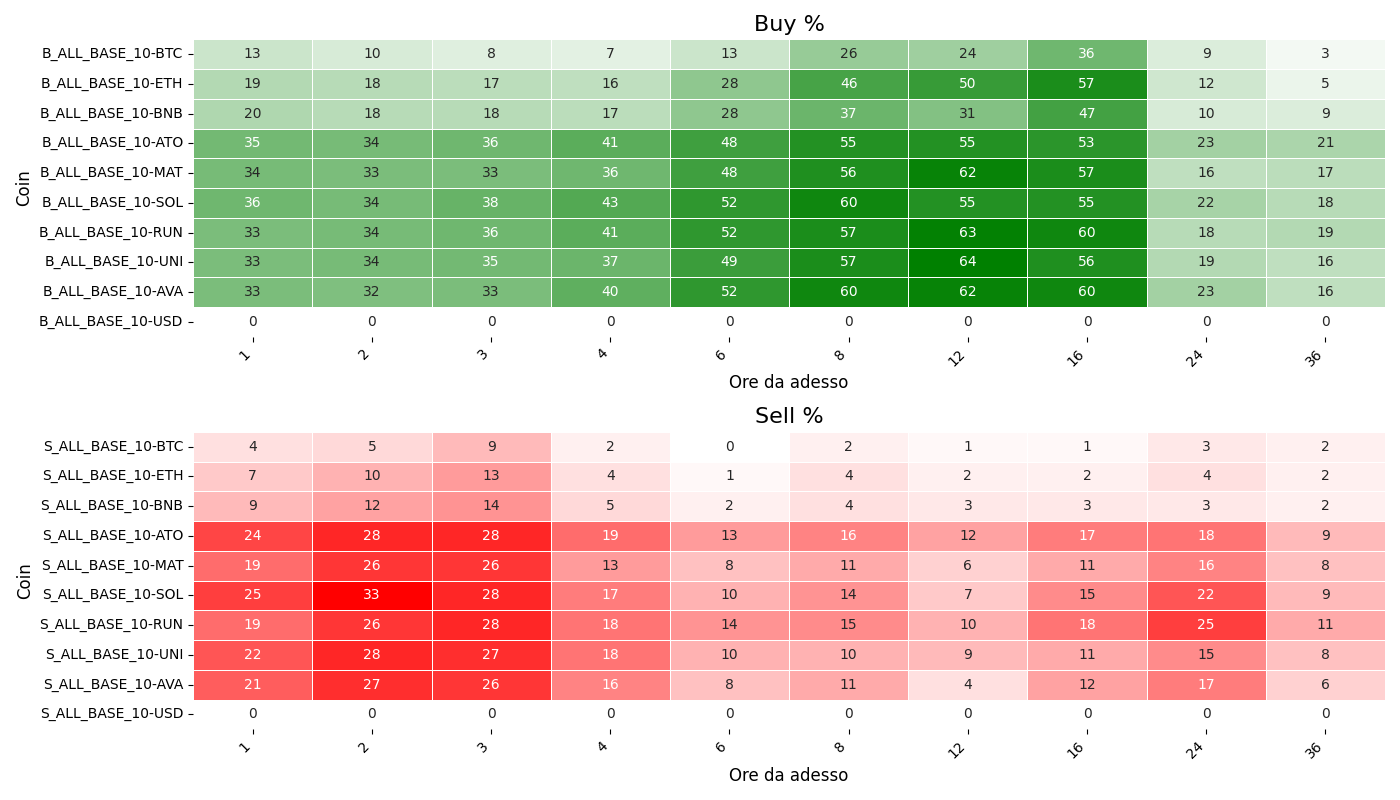 Buy %
Coin
B_ALL_BASE_10-BTC 13 10 8 7 13 26 24 36 9 3
B_ALL_BASE_10-ETH 19 18 17 16 28 46 50 57 12 5
B_ALL_BASE_10-BNB 20 18 18 17 28 37 31 47 10 9
B_ALL_BASE_10-ATO 35 34 36 41 48 55 55 53 23 21
B_ALL_BASE_10-MAT 34 33 33 36 48 56 62 57 16 17
B_ALL_BASE_10-SOL 36 34 38 43 52 60 55 55 22 18
B_ALL_BASE_10-RUN 33 34 36 41 52 57 63 60 18 19
B_ALL_BASE_10-UNI 33 34 35 37 49 57 64 56 19 16
B_ALL_BASE_10-AVA 33 32 33 40 52 60 62 60 23 16
B_ALL_BASE_10-USD 0 0 0 0 0 0 0 0 0 0
1 2 3 4 6 8 12 16 24 36
Ore da adesso
Sell %
Coin
S_ALL_BASE_10-BTC 4 5 9 2 0 2 1 1 3 2
S_ALL_BASE_10-ETH 7 10 13 4 1 4 2 2 4 2
S_ALL_BASE_10-BNB 9 12 14 5 2 4 3 3 3 2
S_ALL_BASE_10-ATO 24 28 28 19 13 16 12 17 18 9
S_ALL_BASE_10-MAT 19 26 26 13 8 11 6 11 16 8
S_ALL_BASE_10-SOL 25 33 28 17 10 14 7 15 22 9
S_ALL_BASE_10-RUN 19 26 28 18 14 15 10 18 25 11
S_ALL_BASE_10-UNI 22 28 27 18 10 10 9 11 15 8
S_ALL_BASE_10-AVA 21 27 26 16 8 11 4 12 17 6
S_ALL_BASE_10-USD 0 0 0 0 0 0 0 0 0 0
1 2 3 4 6 8 12 16 24 36
Ore da adesso